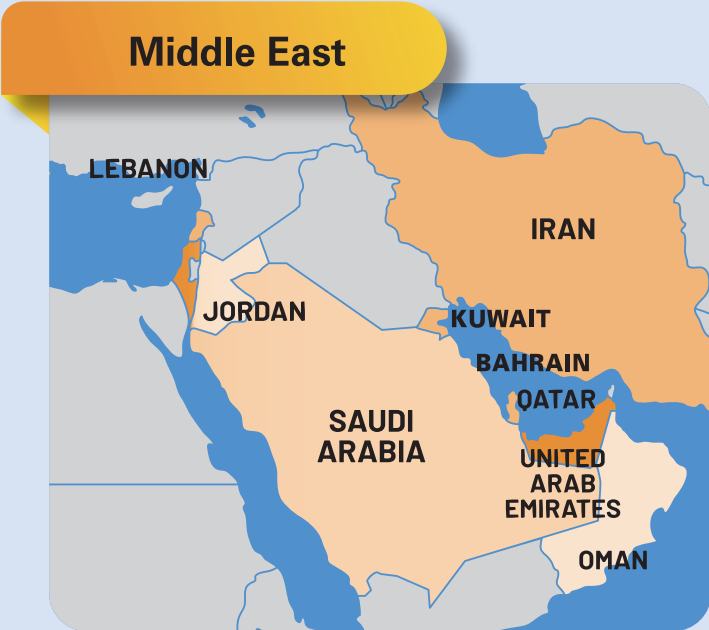 Middle East
LEBANON
IRAN
JORDAN
KUWAIT
BAHRAIN
QATAR
SAUDI
ARABIA
UNITED
ARAB
EMIRATES
OMAN